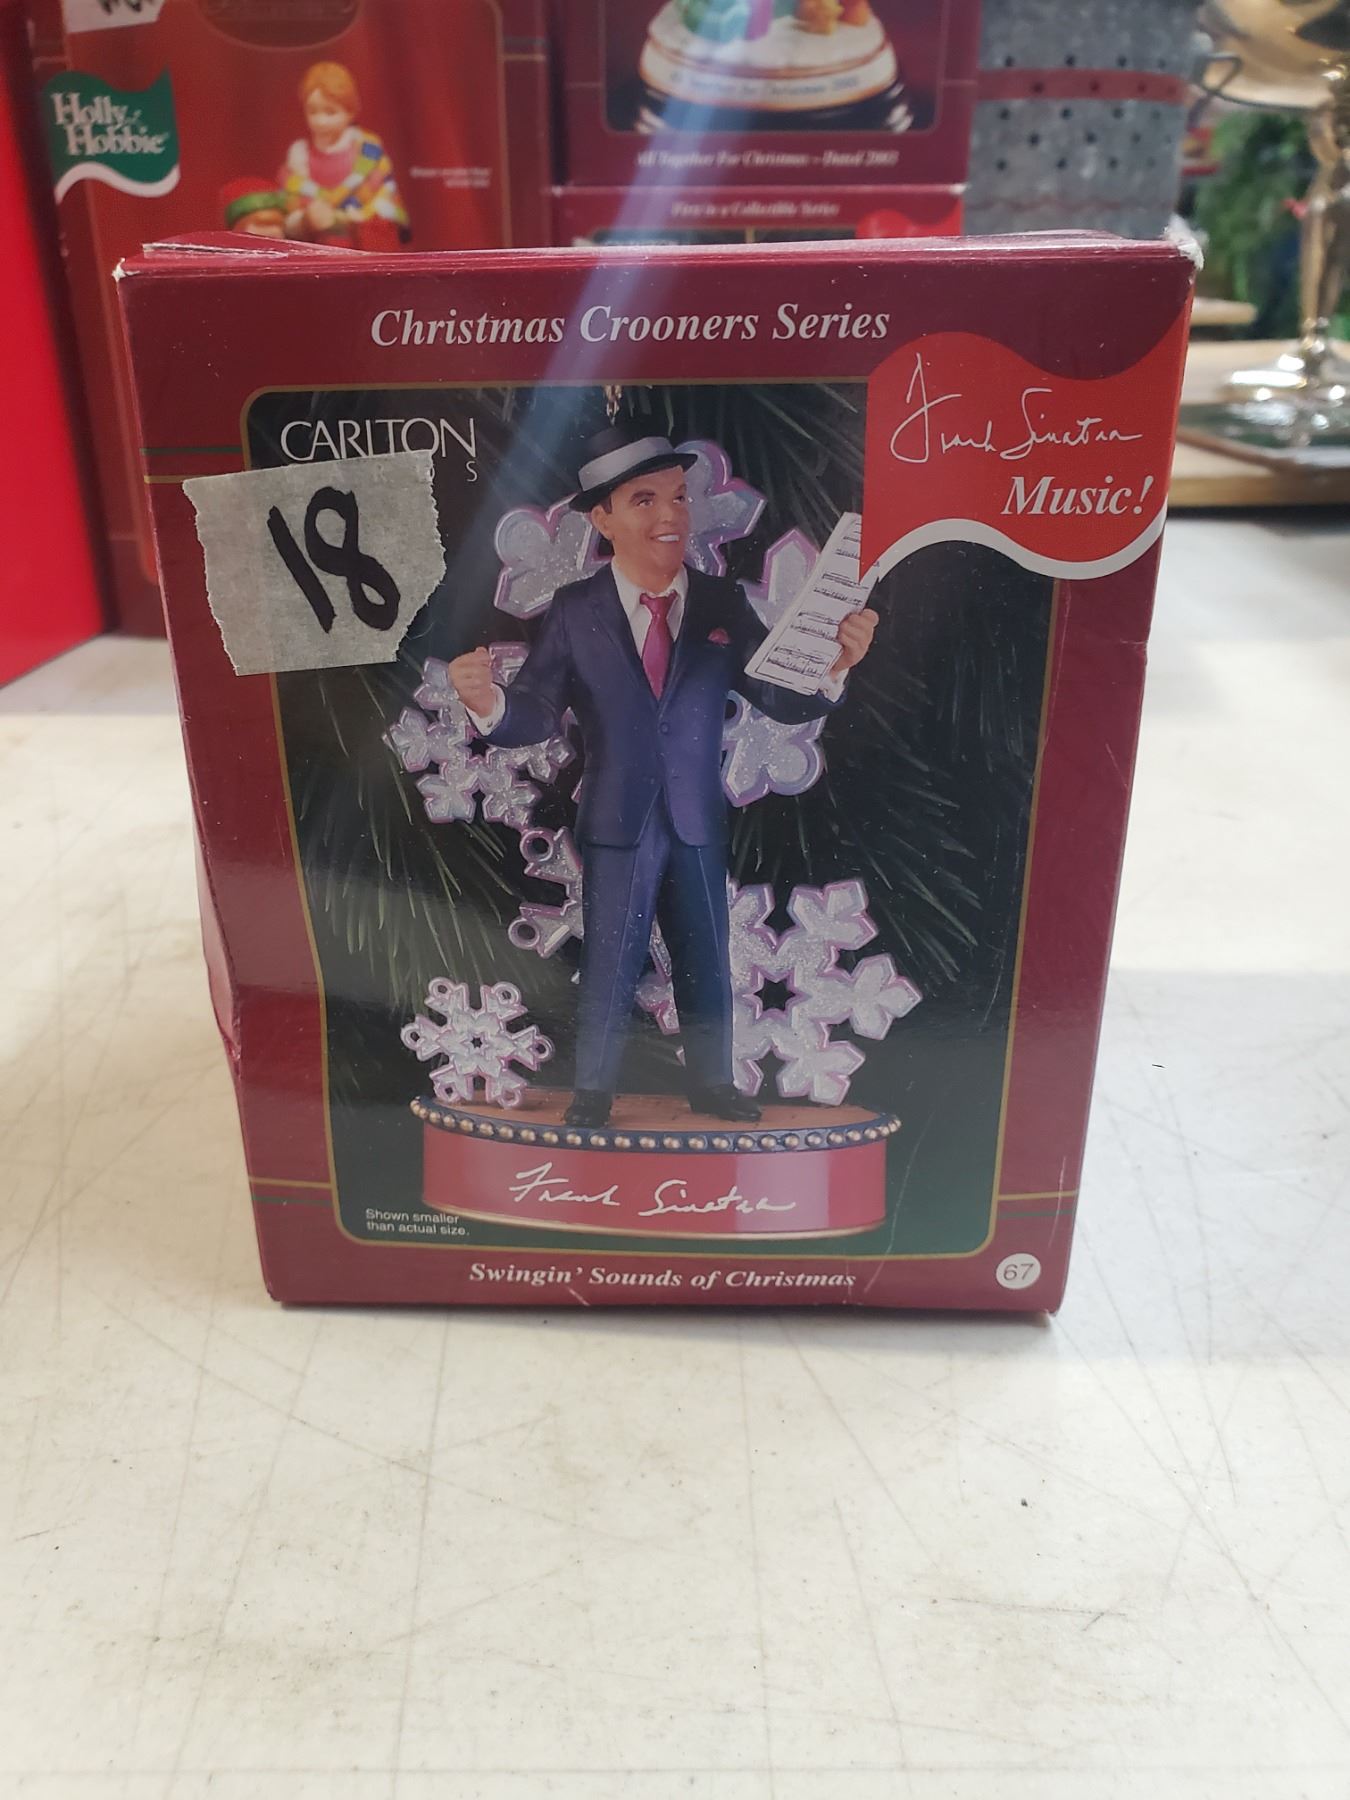 Holly
Hobbie
All Together For Christmas – Dated 2002
First in a Collectible Series
Christmas Crooners Series
CARLTON
S
18
Frank Sinatra
Music!
Frank Sinatra
Shown smaller
than actual size.
Swingin' Sounds of Christmas
67